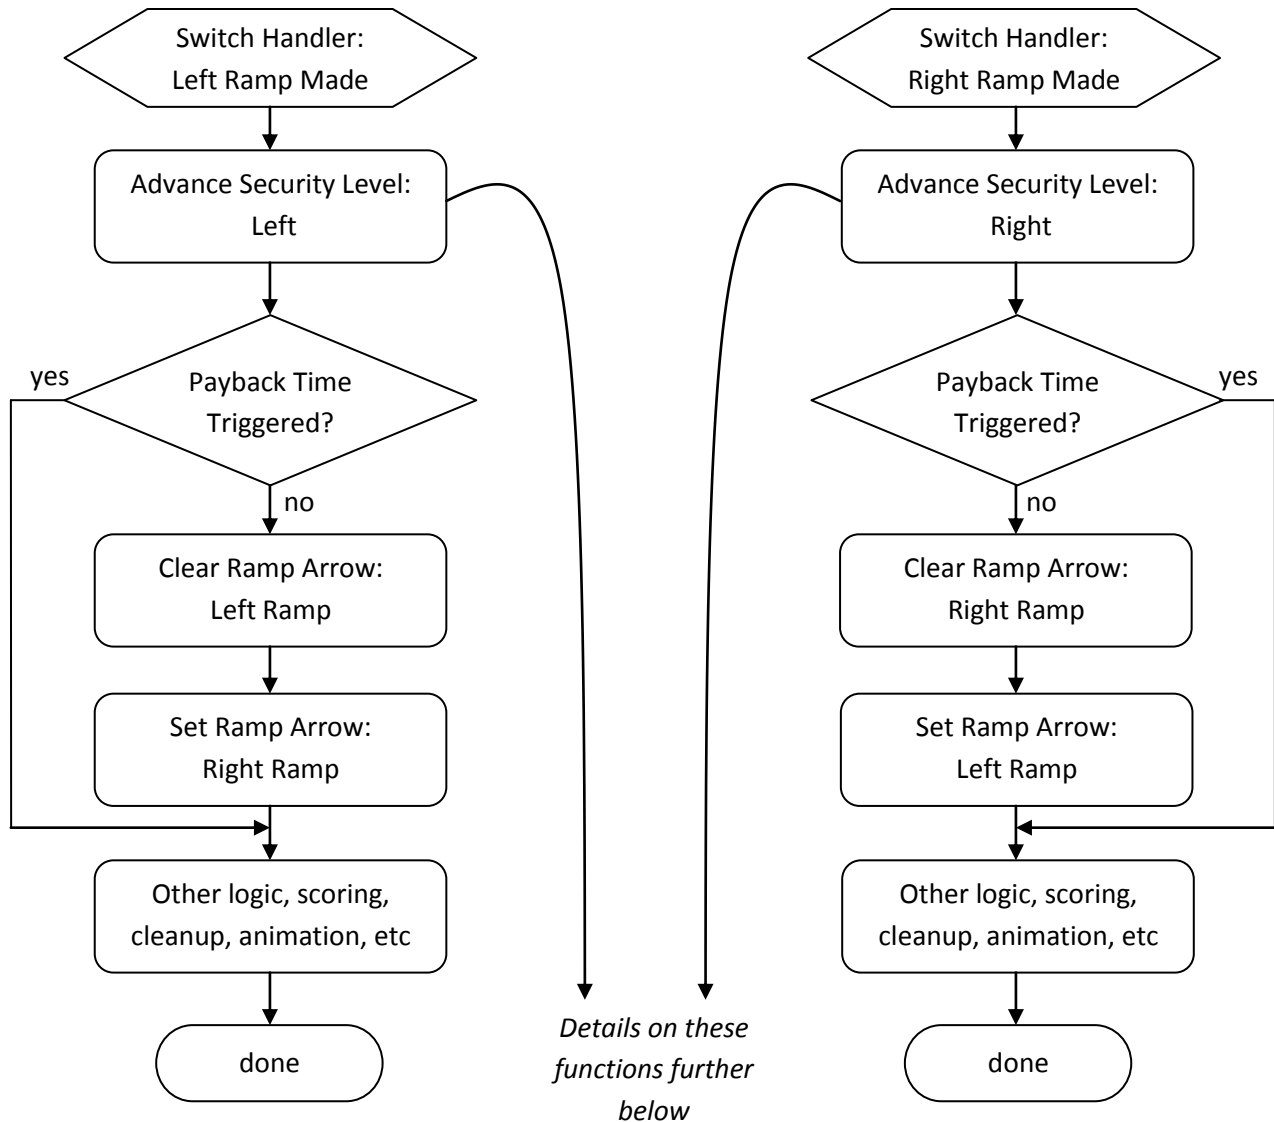 Switch Handler:
Left Ramp Made
Advance Security Level:
Left
Payback Time
Triggered?
yes
no
Clear Ramp Arrow:
Left Ramp
Set Ramp Arrow:
Right Ramp
Other logic, scoring,
cleanup, animation, etc
done
Switch Handler:
Right Ramp Made
Advance Security Level:
Right
Payback Time
Triggered?
yes
no
Clear Ramp Arrow:
Right Ramp
Set Ramp Arrow:
Left Ramp
Other logic, scoring,
cleanup, animation, etc
done
Details on these
functions further
below